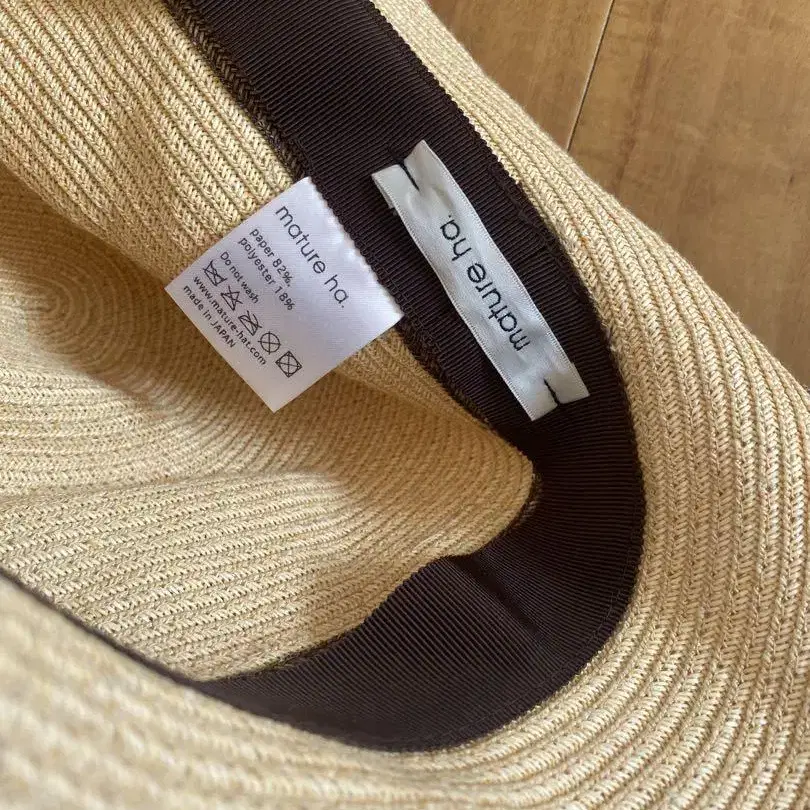 mature ha.
paper 82%.
polyester 18%
Do not wash
www.mature-hat.com
made in JAPAN
mature ha.